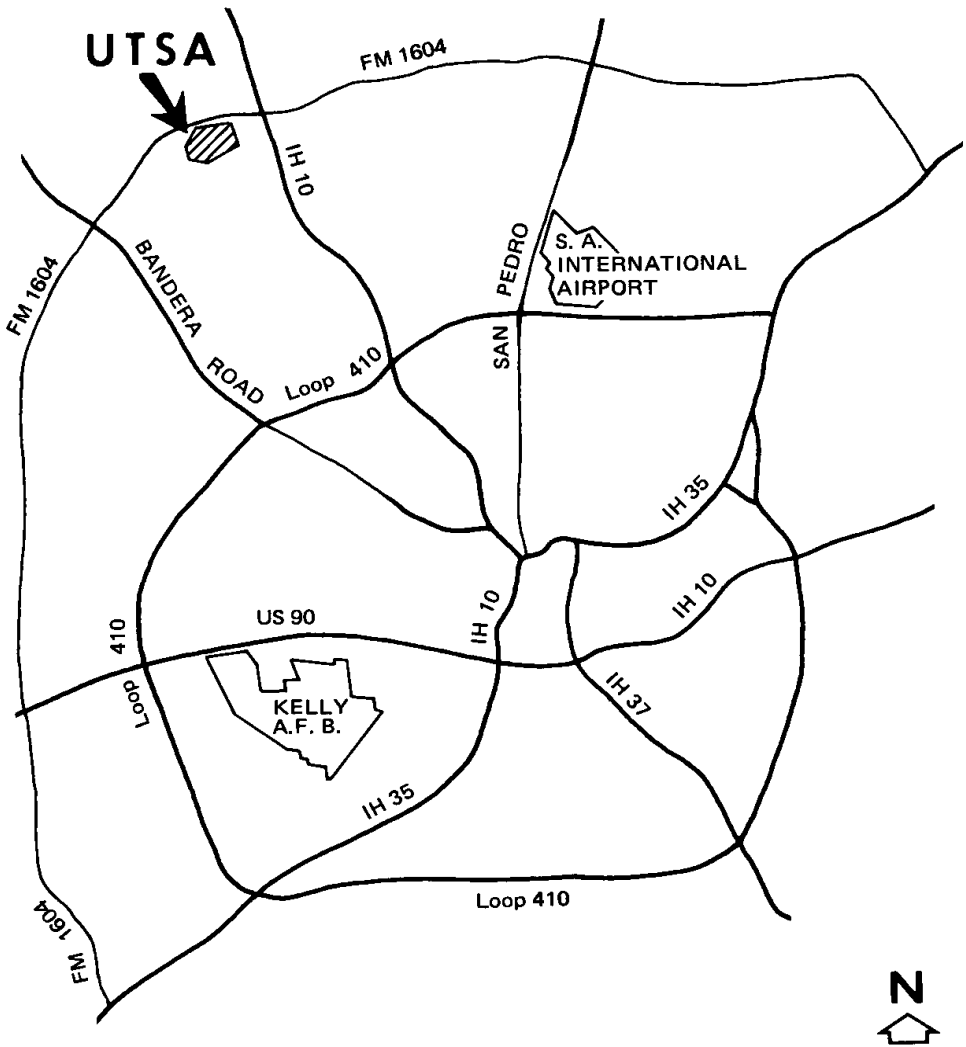 UTSA
FM 1604
IH 10
S. A.
INTERNATIONAL
AIRPORT
SAN PEDRO
BANDERA ROAD
FM 1604
Loop 410
IH 35
IH 10
US 90
IH 10
410
Loop
KELLY
A.F.B.
IH 37
IH 35
Loop 410
FM 1604
N